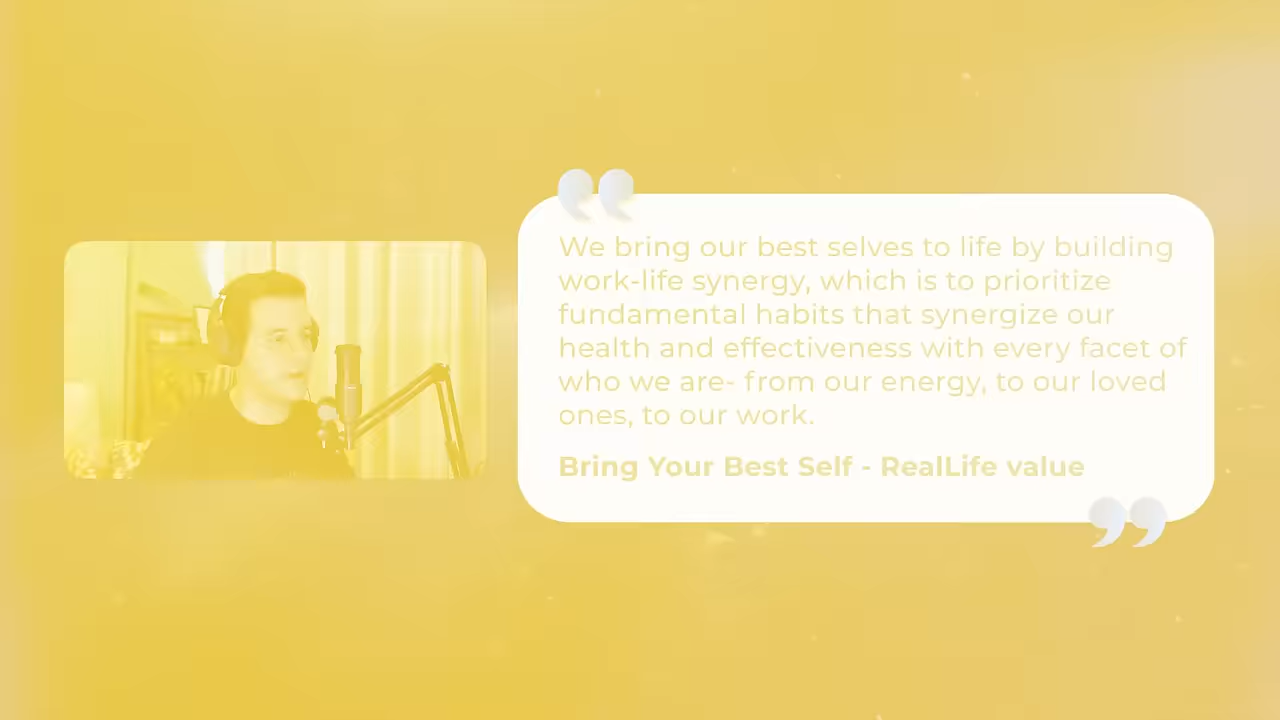 We bring our best selves to life by building
work-life synergy, which is to prioritize
fundamental habits that synergize our
health and effectiveness with every facet of
who we are- from our energy, to our loved
ones, to our work.
Bring Your Best Self - RealLife value